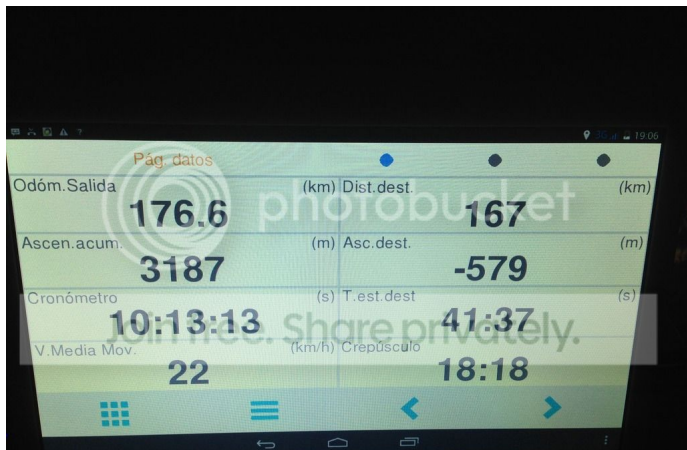 3G 19:06
Pág. datos
Odóm.Salida (km) Dist.dest. (km)
176.6 167
Ascen.acum. (m) Asc.dest. (m)
3187 -579
Cronómetro (s) T.est.dest (s)
10:13:13 41:37
V.Media Mov. (km/h) Crepúsculo
22 18:18
photobucket
Join free. Share privately.